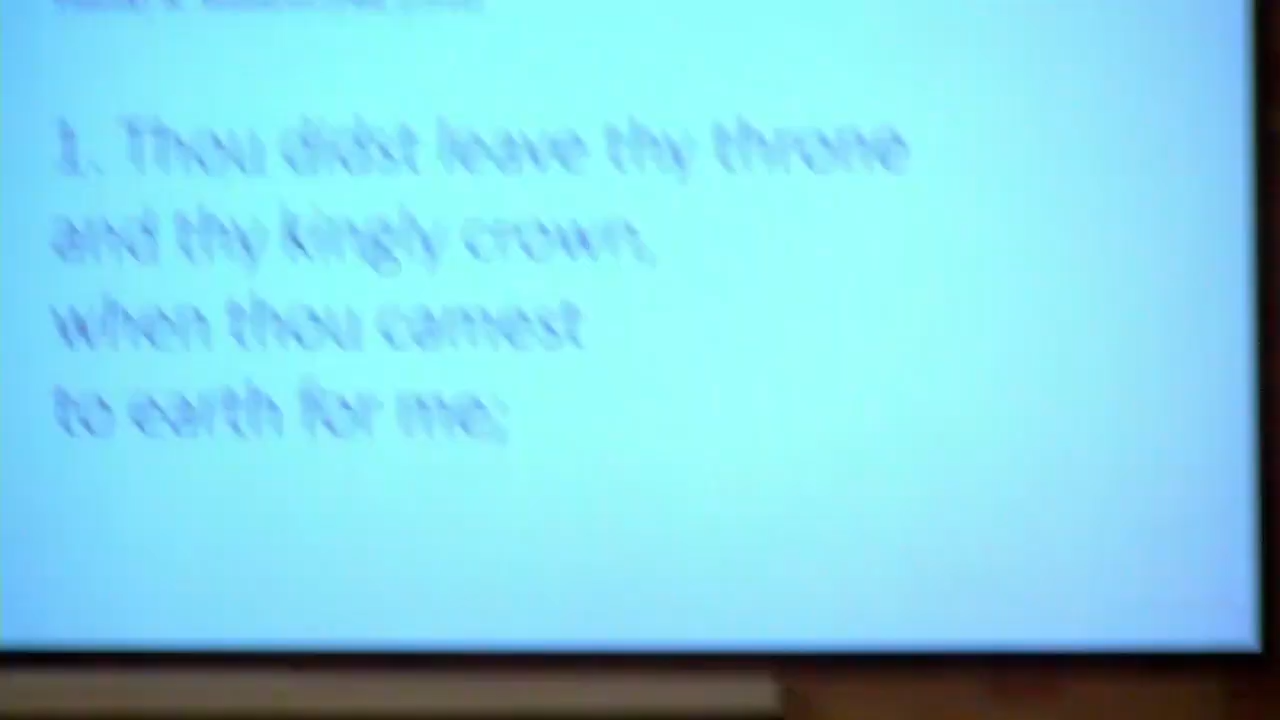 1. Thou didst leave thy throne
and thy kingly crown,
when thou camest
to earth for me;